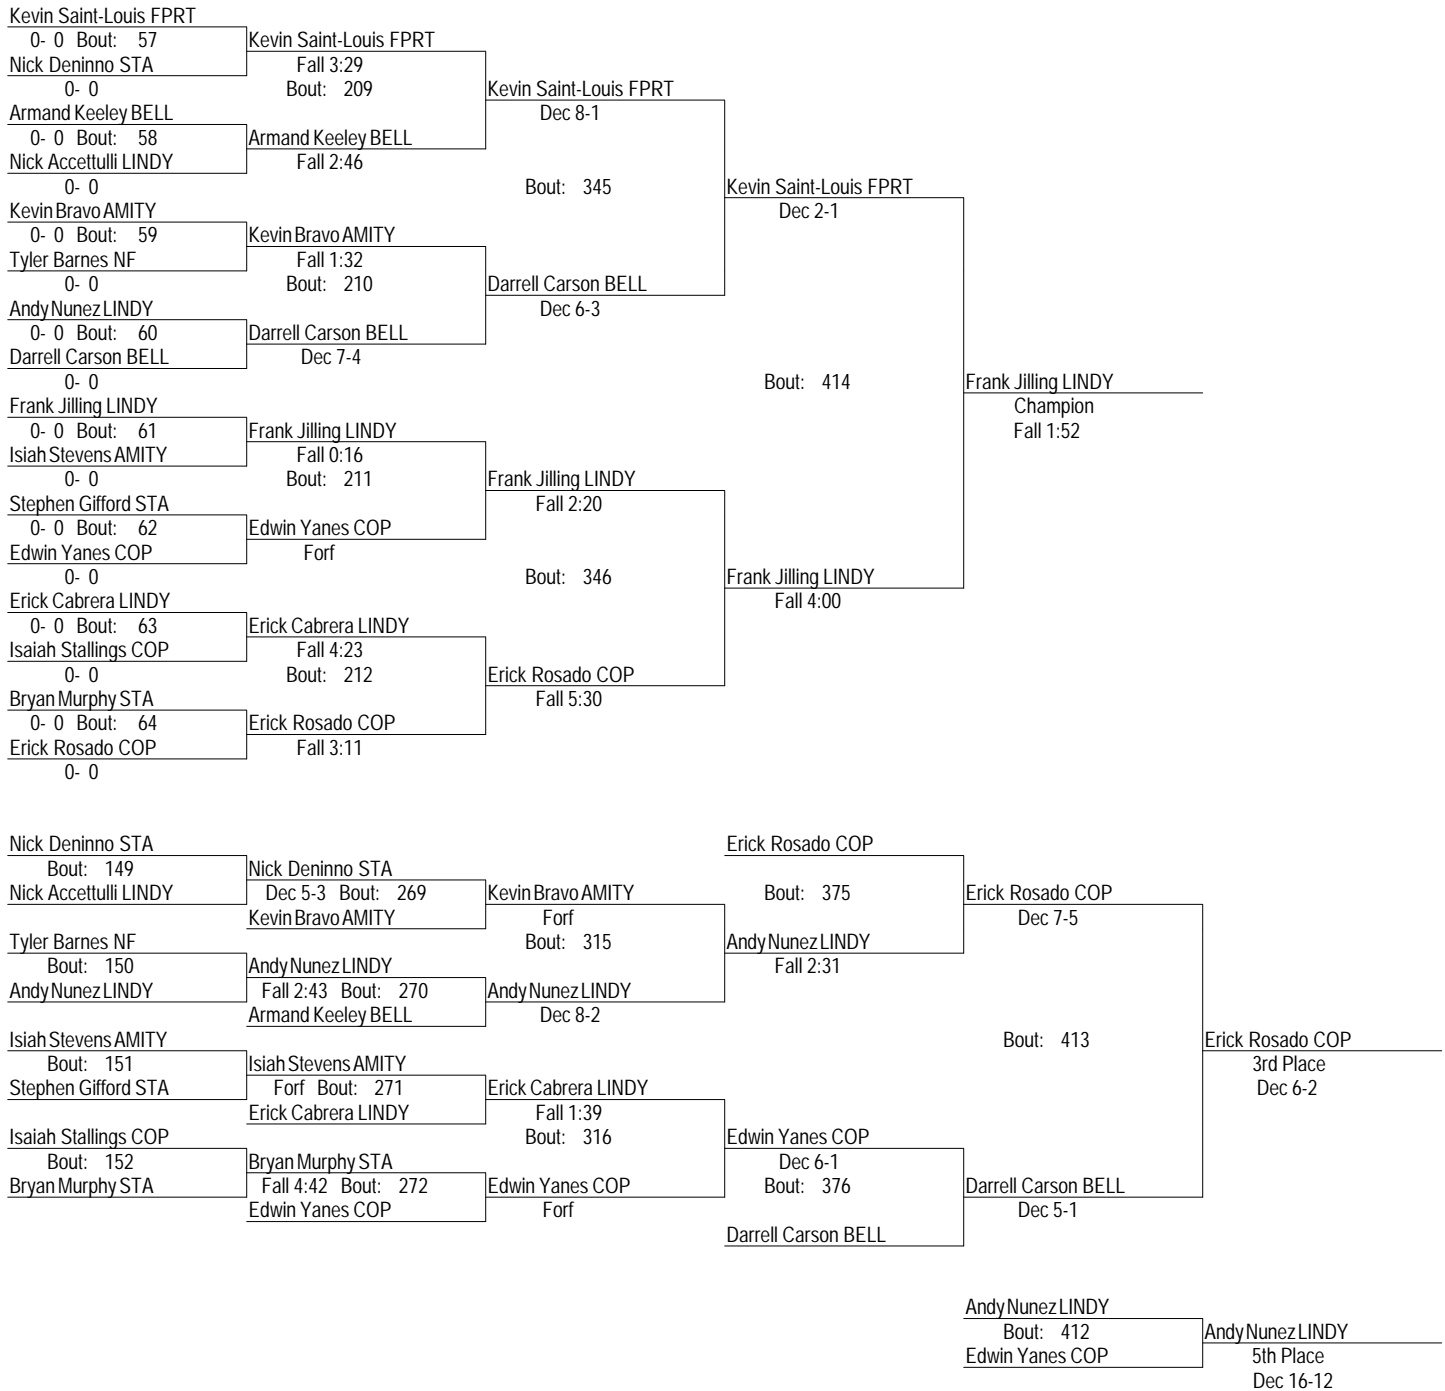 Kevin Saint-Louis FPRT
0- 0 Bout: 57 Kevin Saint-Louis FPRT
Nick Deninno STA Fall 3:29
0- 0 Bout: 209 Kevin Saint-Louis FPRT
Armand Keeley BELL Dec 8-1
0- 0 Bout: 58 Armand Keeley BELL
Nick Accettulli LINDY Fall 2:46
0- 0 Bout: 345 Kevin Saint-Louis FPRT
Kevin Bravo AMITY Dec 2-1
0- 0 Bout: 59 Kevin Bravo AMITY
Tyler Barnes NF Fall 1:32
0- 0 Bout: 210 Darrell Carson BELL
Andy Nunez LINDY Dec 6-3
0- 0 Bout: 60 Darrell Carson BELL
Darrell Carson BELL Dec 7-4
0- 0 Bout: 414 Frank Jilling LINDY
Frank Jilling LINDY Champion
0- 0 Bout: 61 Frank Jilling LINDY Fall 1:52
Isiah Stevens AMITY Fall 0:16
0- 0 Bout: 211 Frank Jilling LINDY
Stephen Gifford STA Fall 2:20
0- 0 Bout: 62 Edwin Yanes COP
Edwin Yanes COP Forf
0- 0 Bout: 346 Frank Jilling LINDY
Erick Cabrera LINDY Fall 4:00
0- 0 Bout: 63 Erick Cabrera LINDY
Isaiah Stallings COP Fall 4:23
0- 0 Bout: 212 Erick Rosado COP
Bryan Murphy STA Fall 5:30
0- 0 Bout: 64 Erick Rosado COP
Erick Rosado COP Fall 3:11
0- 0
Nick Deninno STA Erick Rosado COP
Bout: 149 Nick Deninno STA
Nick Accettulli LINDY Dec 5-3 Bout: 269 Kevin Bravo AMITY Bout: 375 Erick Rosado COP
Kevin Bravo AMITY Forf Dec 7-5
Tyler Barnes NF Bout: 315 Andy Nunez LINDY
Bout: 150 Andy Nunez LINDY Fall 2:31
Andy Nunez LINDY Fall 2:43 Bout: 270 Andy Nunez LINDY
Armand Keeley BELL Dec 8-2
Isiah Stevens AMITY Bout: 413 Erick Rosado COP
Bout: 151 Isiah Stevens AMITY 3rd Place
Stephen Gifford STA Forf Bout: 271 Erick Cabrera LINDY Dec 6-2
Erick Cabrera LINDY Fall 1:39
Isaiah Stallings COP Bout: 316 Edwin Yanes COP
Bout: 152 Bryan Murphy STA Dec 6-1
Bryan Murphy STA Fall 4:42 Bout: 272 Edwin Yanes COP Bout: 376 Darrell Carson BELL
Edwin Yanes COP Forf Dec 5-1
Darrell Carson BELL
Andy Nunez LINDY
Bout: 412 Andy Nunez LINDY
Edwin Yanes COP 5th Place
Dec 16-12